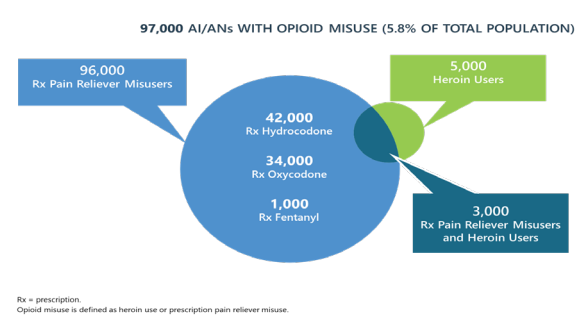 97,000 AI/ANs WITH OPIOID MISUSE (5.8% OF TOTAL POPULATION)
96,000
Rx Pain Reliever Misusers
5,000
Heroin Users
42,000
Rx Hydrocodone
34,000
Rx Oxycodone
1,000
Rx Fentanyl
3,000
Rx Pain Reliever Misusers
and Heroin Users
Rx = prescription.
Opioid misuse is defined as heroin use or prescription pain reliever misuse.